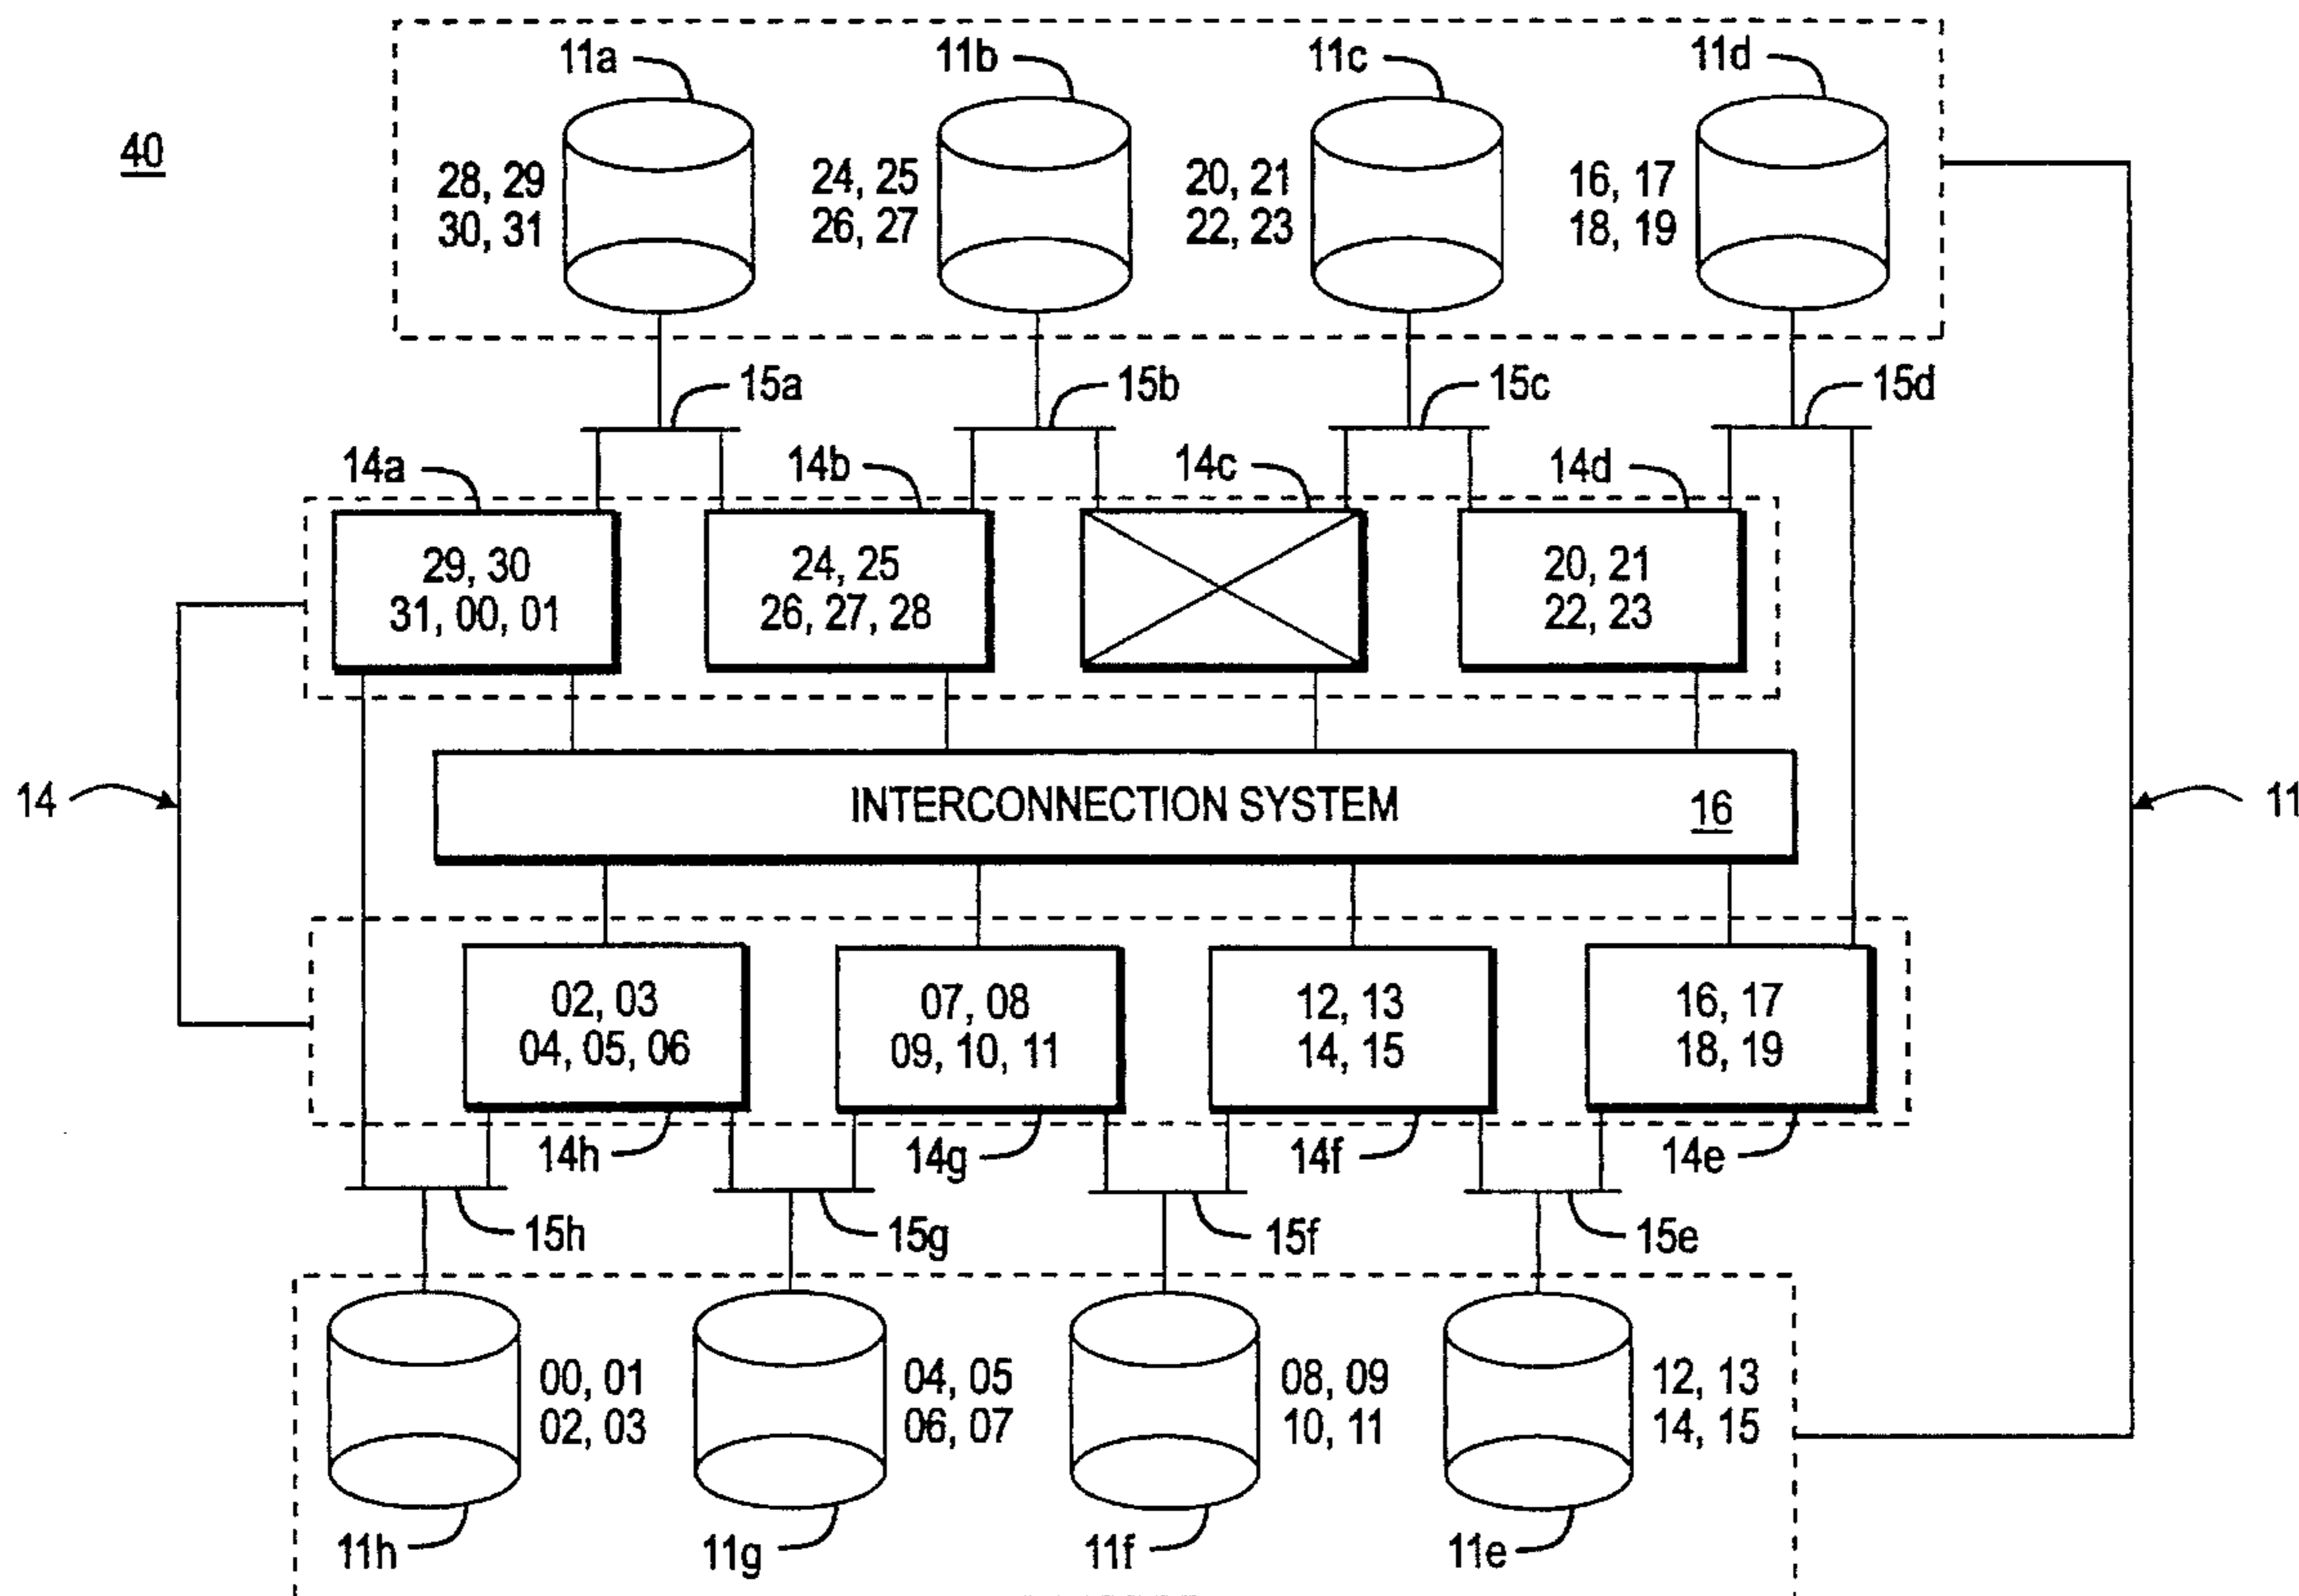 11a
11b
11c
11d
40
28, 29
30, 31
24, 25
26, 27
20, 21
22, 23
16, 17
18, 19
15a
15b
15c
15d
14a
14b
14c
14d
29, 30
31, 00, 01
24, 25
26, 27, 28
20, 21
22, 23
14
INTERCONNECTION SYSTEM
16
11
02, 03
04, 05, 06
07, 08
09, 10, 11
12, 13
14, 15
16, 17
18, 19
14h
14g
14f
14e
15h
15g
15f
15e
00, 01
02, 03
04, 05
06, 07
08, 09
10, 11
12, 13
14, 15
11h
11g
11f
11e